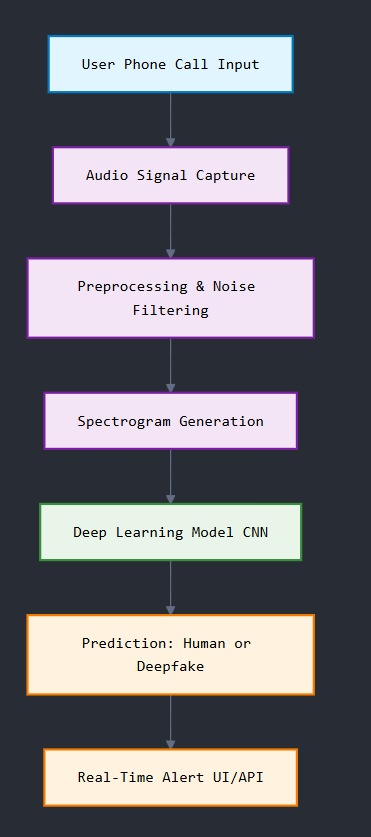 User Phone Call Input
Audio Signal Capture
Preprocessing & Noise
Filtering
Spectrogram Generation
Deep Learning Model CNN
Prediction: Human or
Deepfake
Real-Time Alert UI/API